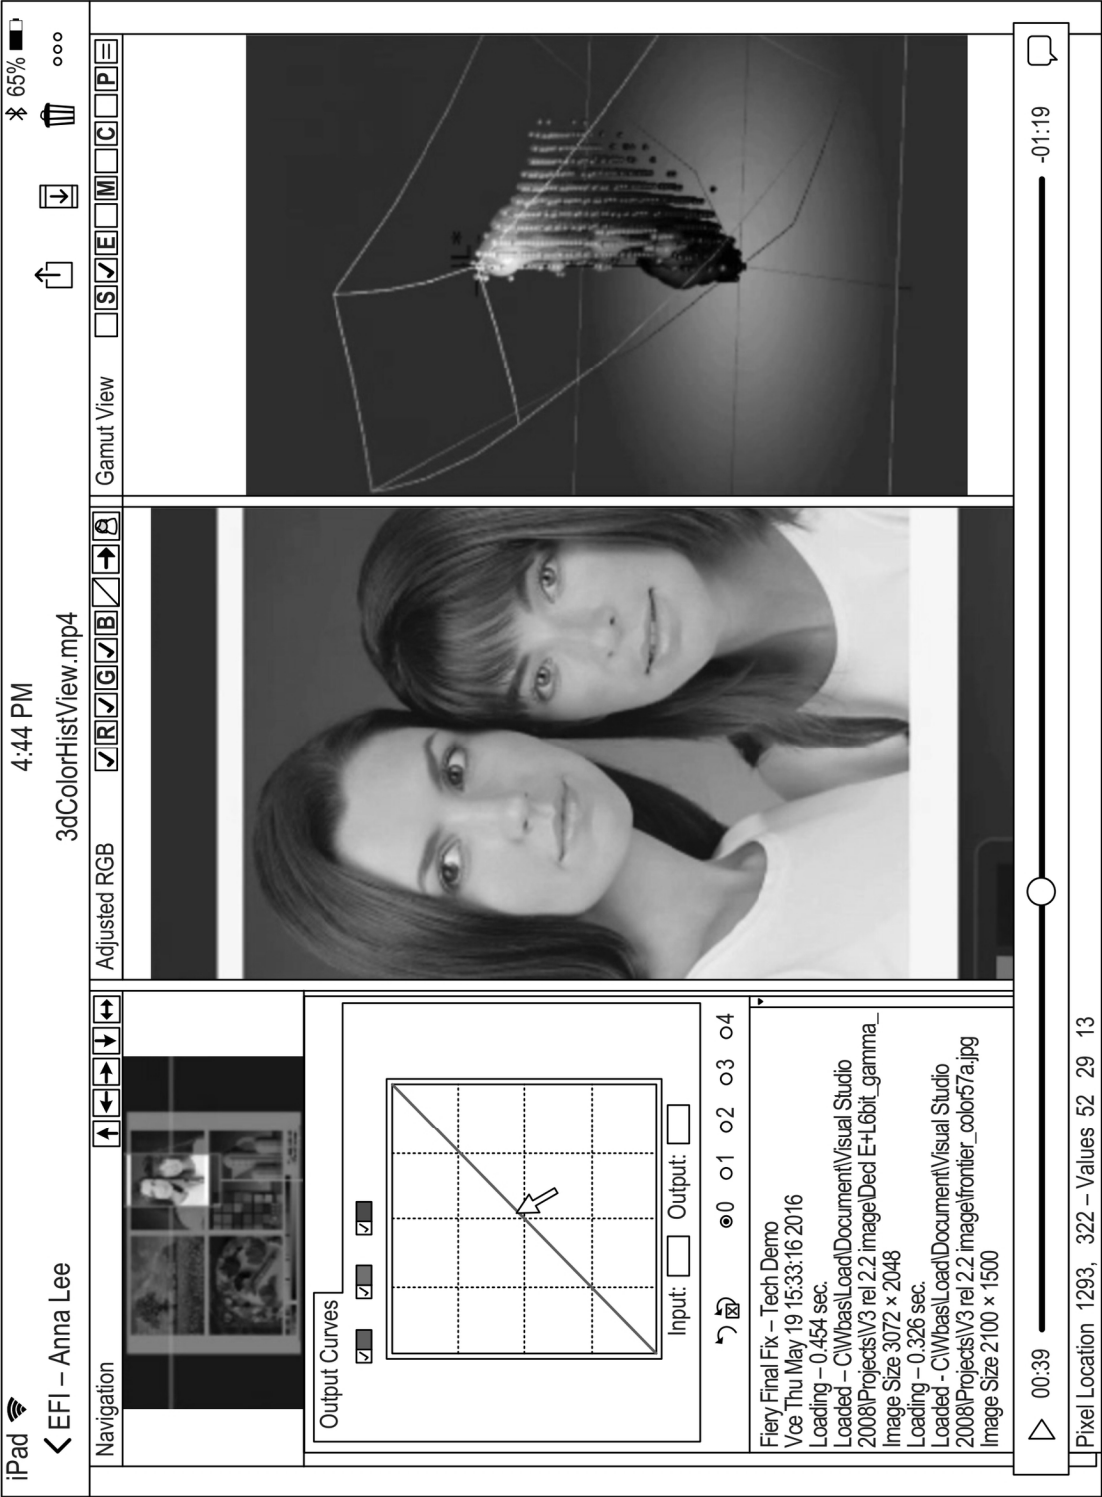 iPad 4:44 PM 65%
< EFI – Anna Lee 3dColorHistView.mp4
Navigation
Adjusted RGB R G B
Gamut View S E M C P
Output Curves
Input: Output:
0 1 2 3 4
Fiery Final Fix – Tech Demo
Vce Thu May 19 15:33:16 2016
Loading – 0.454 sec.
Loaded – C\Wbas\Load\Document\Visual Studio
2008\Projects\V3 rel 2.2 image\Ded E+L6bit_gamma_
Image Size 3072 × 2048
Loading – 0.326 sec.
Loaded - C\Wbas\Load\Document\Visual Studio
2008\Projects\V3 rel 2.2 image\frontier_color57a.jpg
Image Size 2100 × 1500
00:39 -01:19
Pixel Location 1293, 322 – Values 52 29 13